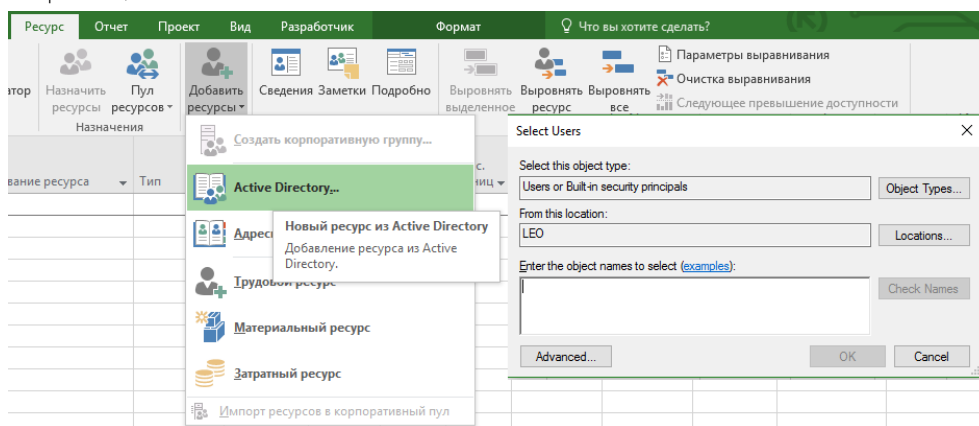 Ресурс Отчет Проект Вид Разработчик Формат Что вы хотите сделать?
Назначить ресурсы
Пул ресурсов
Добавить ресурсы
Сведения Заметки Подробно
Выровнять выделенное
Выровнять ресурс
Выровнять все
Параметры выравнивания
Очистка выравнивания
Следующее превышение доступности
Назначения
Тип
Создать корпоративную группу...
Active Directory...
Новый ресурс из Active Directory
Добавление ресурса из Active
Directory.
Трудовой ресурс
Материальный ресурс
Затратный ресурс
Импорт ресурсов в корпоративный пул
Select Users
Select this object type:
Users or Built-in security principals
Object Types...
From this location:
LEO
Locations...
Enter the object names to select (examples):
Check Names
Advanced...
OK
Cancel